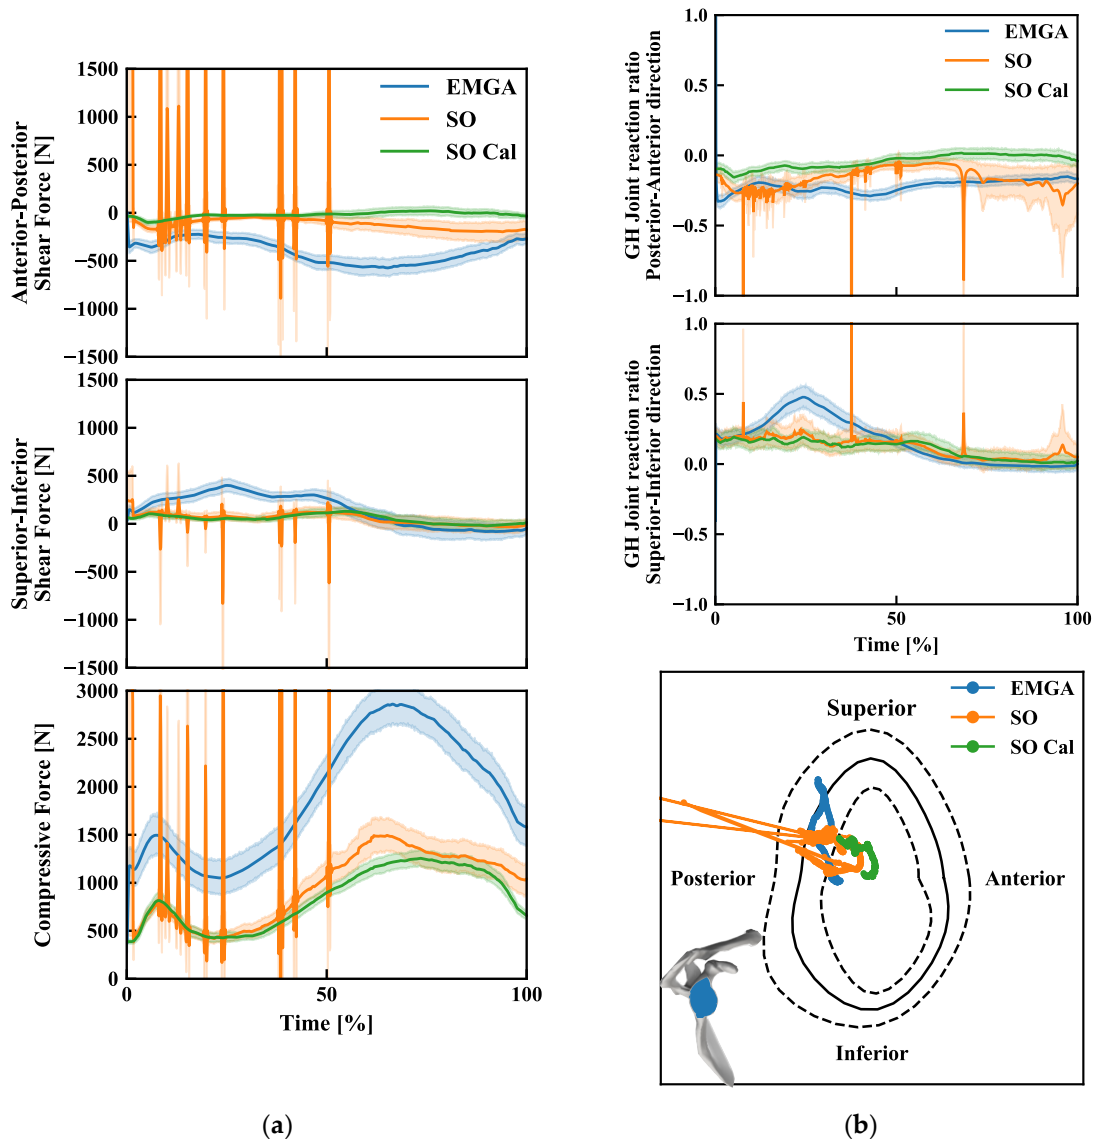 1500
1000
500
0
−500
−1000
−1500
Anterior-Posterior
Shear Force [N]
EMGA
SO
SO Cal
1500
1000
500
0
−500
−1000
−1500
Superior-Inferior
Shear Force [N]
3000
2500
2000
1500
1000
500
0
Compressive Force [N]
0 50 100
Time [%]
(a)
1.0
0.5
0.0
−0.5
−1.0
GH Joint reaction ratio
Posterior-Anterior direction
EMGA
SO
SO Cal
1.0
0.5
0.0
−0.5
−1.0
GH Joint reaction ratio
Superior-Inferior direction
0 50 100
Time [%]
EMGA
SO
SO Cal
Superior
Posterior
Anterior
Inferior
(b)